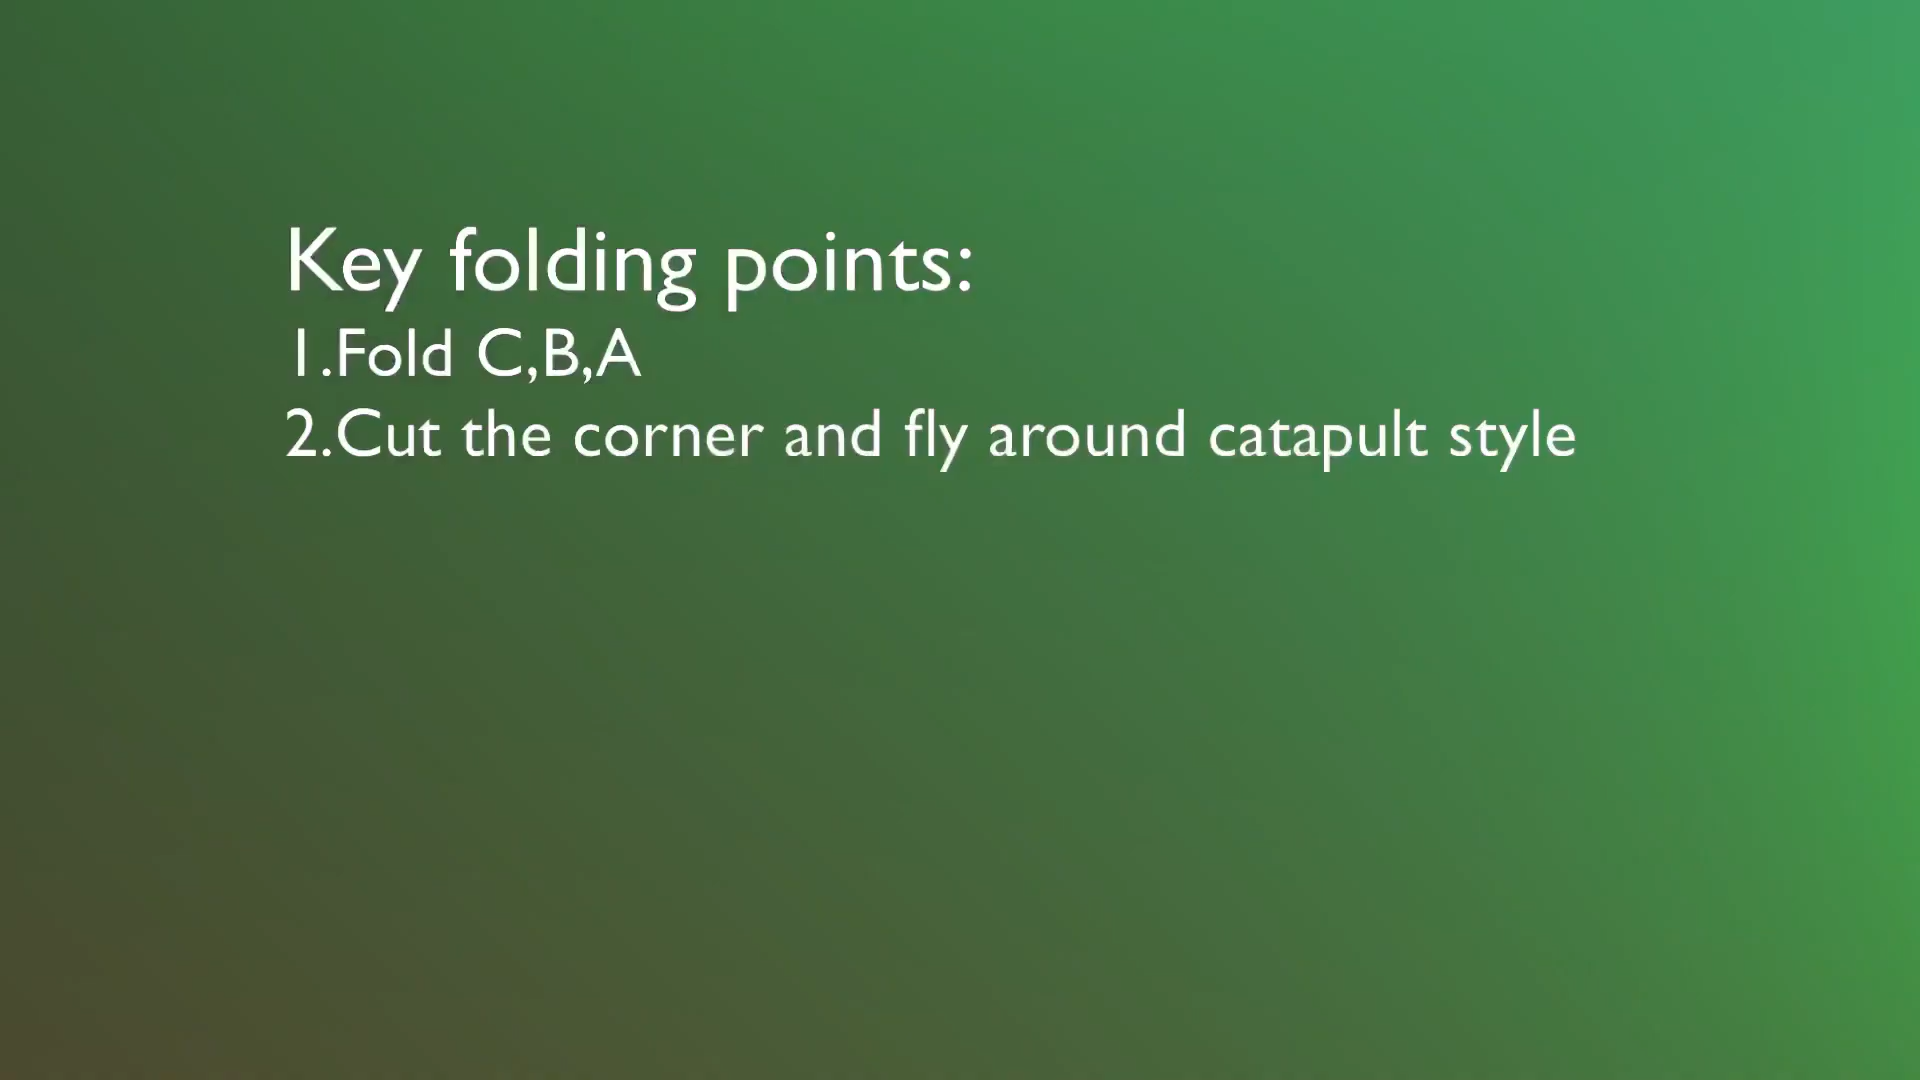 Key folding points:
1.Fold C,B,A
2.Cut the corner and fly around catapult style